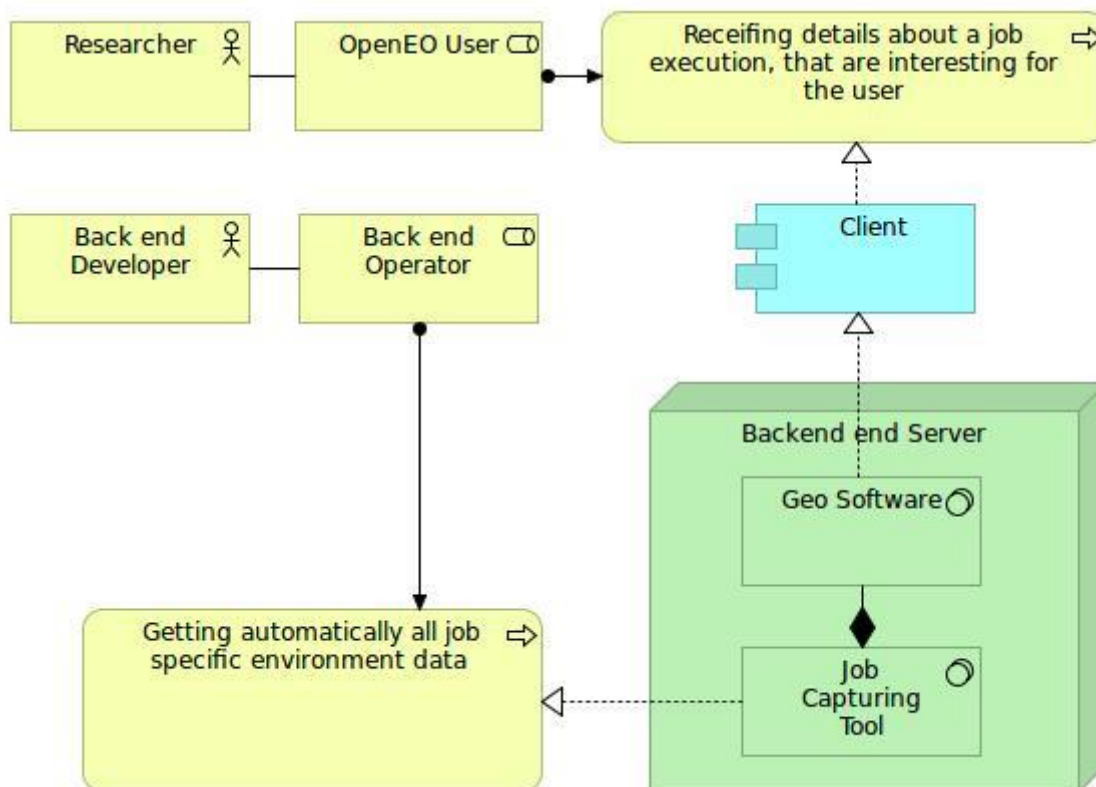 Researcher
OpenEO User
Receifing details about a job
execution, that are interesting for
the user
Back end
Developer
Back end
Operator
Client
Backend end Server
Geo Software
Getting automatically all job
specific environment data
Job
Capturing
Tool